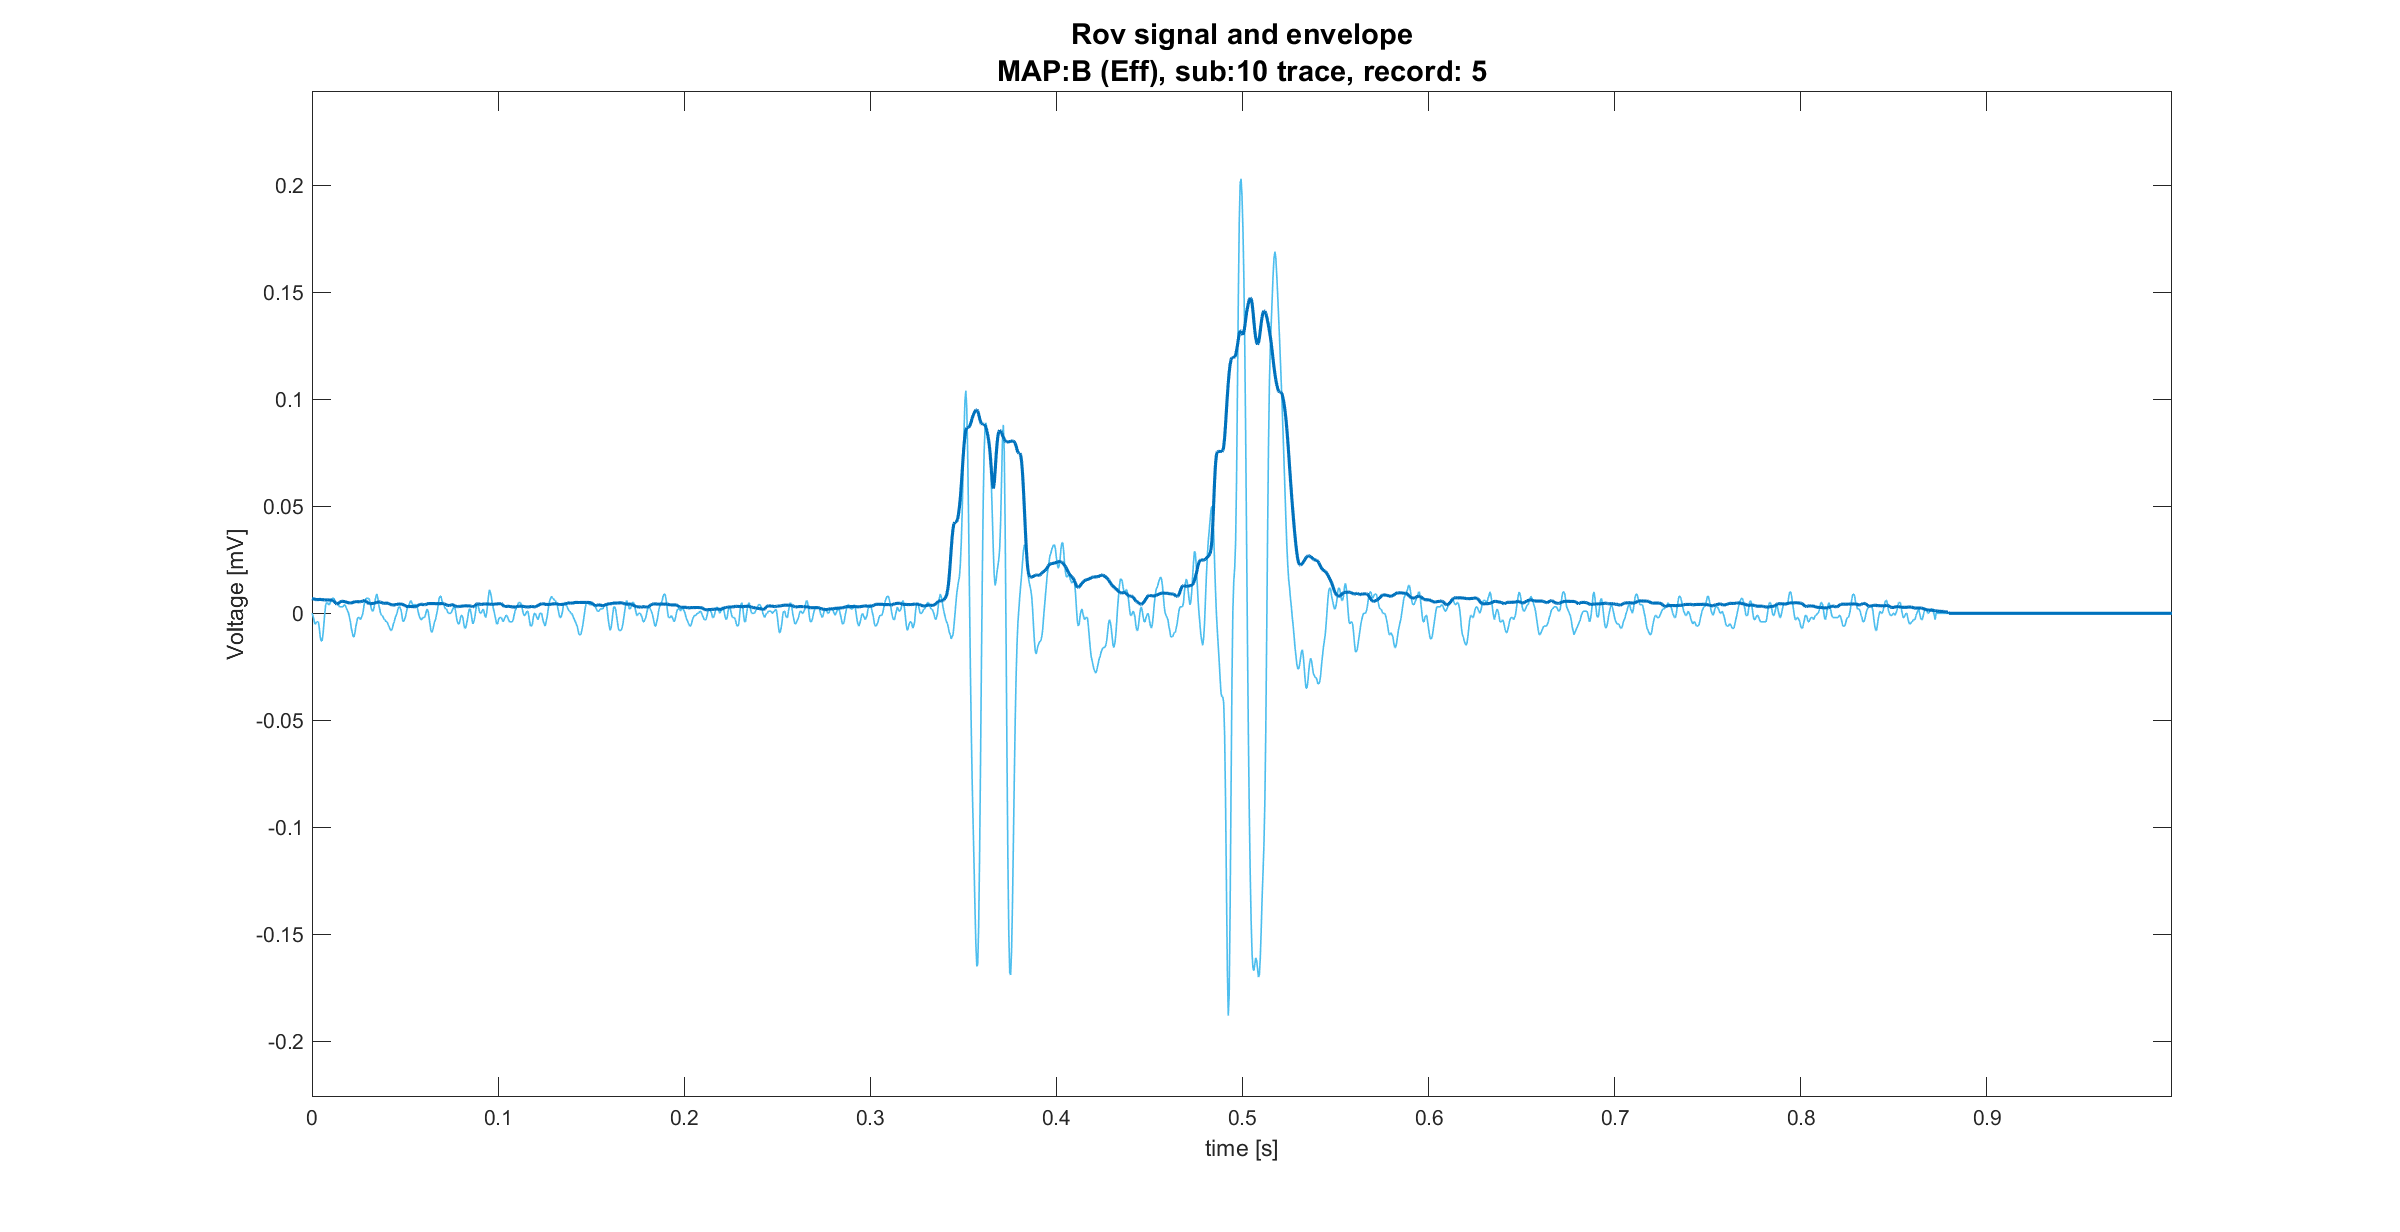 Rov signal and envelope
MAP:B (Eff), sub:10 trace, record: 5
Voltage [mV]
0.2
0.15
0.1
0.05
0
-0.05
-0.1
-0.15
-0.2
0 0.1 0.2 0.3 0.4 0.5 0.6 0.7 0.8 0.9
time [s]